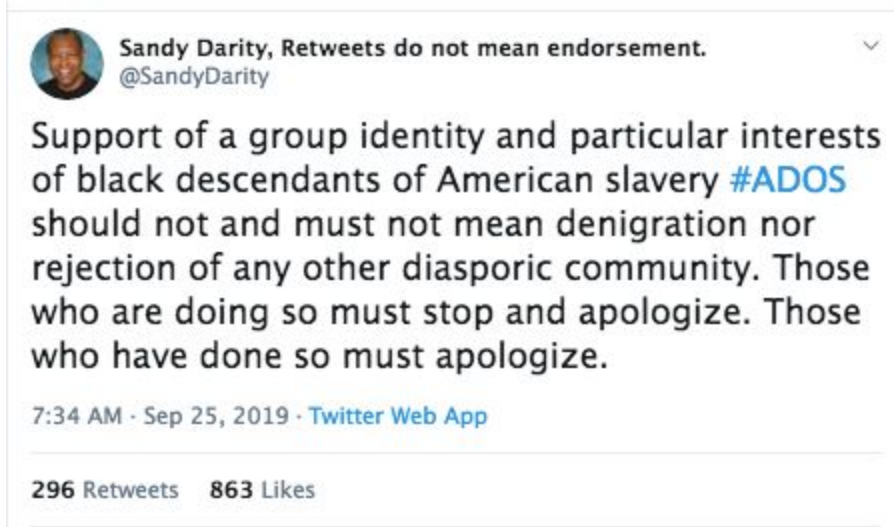 Sandy Darity, Retweets do not mean endorsement.
@SandyDarity
Support of a group identity and particular interests
of black descendants of American slavery #ADOS
should not and must not mean denigration nor
rejection of any other diasporic community. Those
who are doing so must stop and apologize. Those
who have done so must apologize.
7:34 AM · Sep 25, 2019 · Twitter Web App
296 Retweets 863 Likes